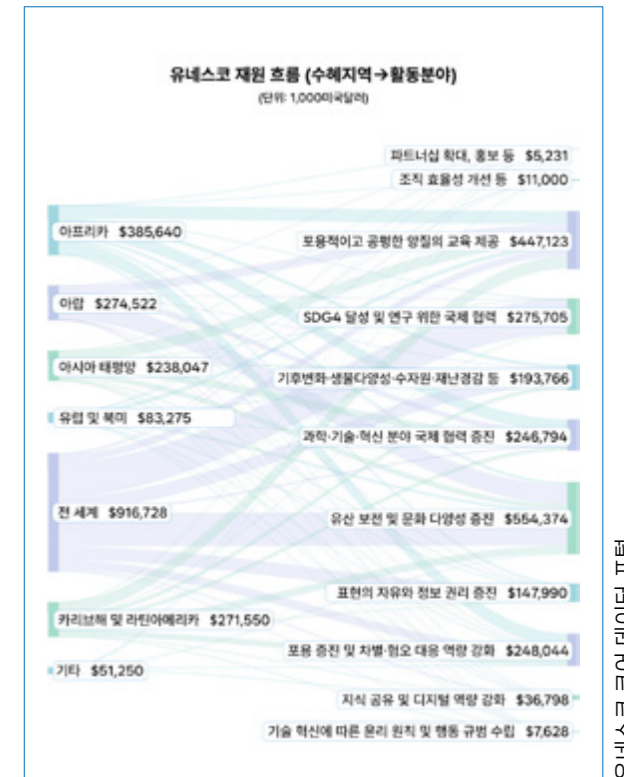 유네스코 재원 흐름 (수혜지역→활동분야)
(단위: 1,000미국달러)
파트너십 확대, 홍보 등 $5,231
조직 효율성 개선 등 $11,000
아프리카 $385,640
포용적이고 공평한 양질의 교육 제공 $447,123
아랍 $274,522
SDG4 달성 및 연구 위한 국제 협력 $275,705
아시아 태평양 $238,047
기후변화·생물다양성·수자원·재난경감 등 $193,766
유럽 및 북미 $83,275
과학·기술·혁신 분야 국제 협력 증진 $246,794
전 세계 $916,728
유산 보전 및 문화 다양성 증진 $554,374
표현의 자유와 정보 권리 증진 $147,990
카리브해 및 라틴아메리카 $271,550
포용 증진 및 차별·혐오 대응 역량 강화 $248,044
기타 $51,250
지식 공유 및 디지털 역량 강화 $36,798
기술 혁신에 따른 윤리 원칙 및 행동 규범 수립 $7,628